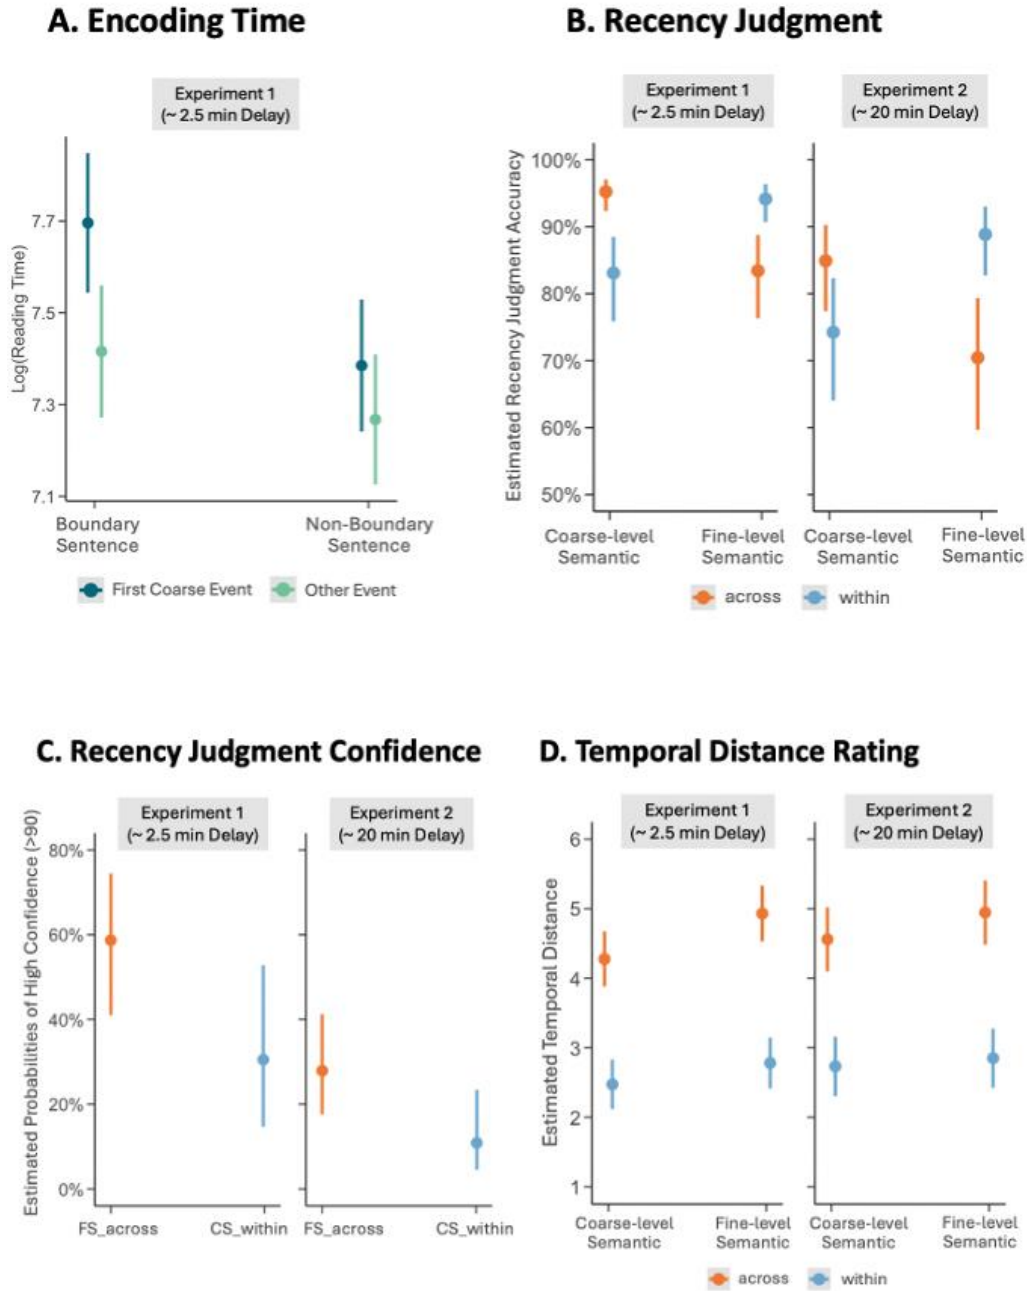 A. Encoding Time
Experiment 1
(~ 2.5 min Delay)
Log(Reading Time)
7.7
7.5
7.3
7.1
Boundary
Sentence
Non-Boundary
Sentence
First Coarse Event
Other Event
B. Recency Judgment
Experiment 1
(~ 2.5 min Delay)
Experiment 2
(~ 20 min Delay)
Estimated Recency Judgment Accuracy
100%
90%
80%
70%
60%
50%
Coarse-level
Semantic
Fine-level
Semantic
Coarse-level
Semantic
Fine-level
Semantic
across
within
C. Recency Judgment Confidence
Experiment 1
(~ 2.5 min Delay)
Experiment 2
(~ 20 min Delay)
Estimated Probabilities of High Confidence (>90)
80%
60%
40%
20%
0%
FS_across
CS_within
FS_across
CS_within
D. Temporal Distance Rating
Experiment 1
(~ 2.5 min Delay)
Experiment 2
(~ 20 min Delay)
Estimated Temporal Distance
6
5
4
3
2
1
Coarse-level
Semantic
Fine-level
Semantic
Coarse-level
Semantic
Fine-level
Semantic
across
within